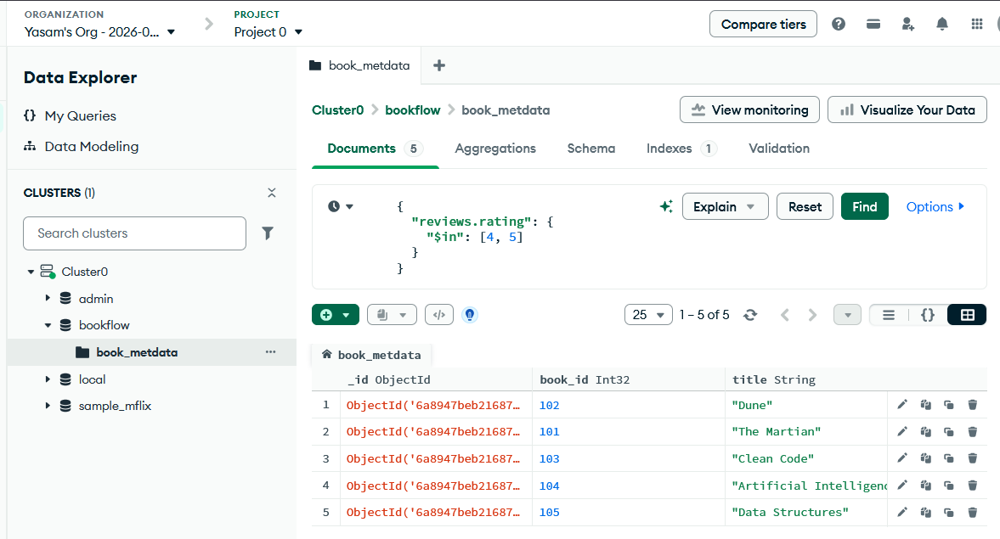 ORGANIZATION
Yasam's Org - 2026-0...
PROJECT
Project 0
Compare tiers
Data Explorer
My Queries
Data Modeling
CLUSTERS (1)
Search clusters
Cluster0
admin
bookflow
book_metdata
local
sample_mflix
book_metdata
Cluster0 > bookflow > book_metdata
View monitoring
Visualize Your Data
Documents 5
Aggregations
Schema
Indexes 1
Validation
{
"reviews.rating": {
"$in": [4, 5]
}
}
Explain
Reset
Find
Options
25
1 – 5 of 5
book_metdata
_id ObjectId book_id Int32 title String
1 ObjectId('6a8947beb21687... 102 "Dune"
2 ObjectId('6a8947beb21687... 101 "The Martian"
3 ObjectId('6a8947beb21687... 103 "Clean Code"
4 ObjectId('6a8947beb21687... 104 "Artificial Intelligenc
5 ObjectId('6a8947beb21687... 105 "Data Structures"